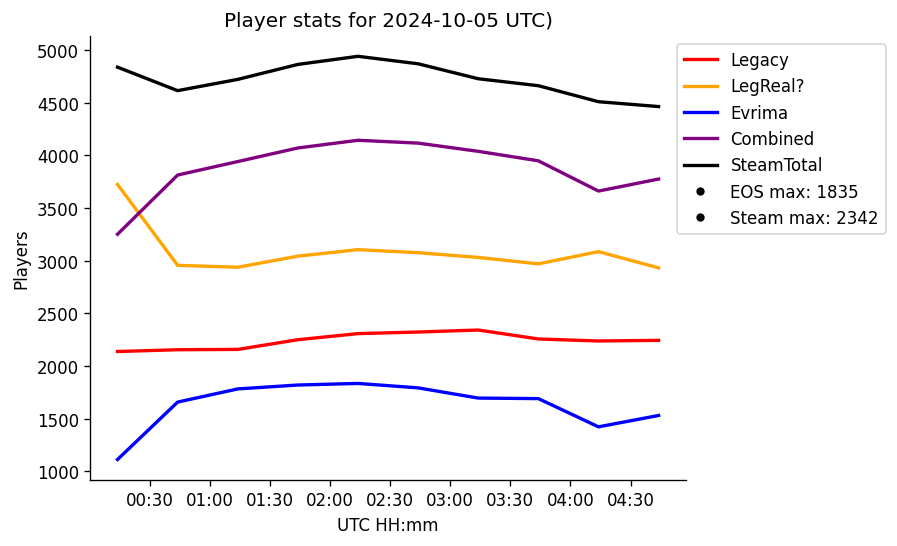 Player stats for 2024-10-05 UTC)
5000
4500
4000
3500
3000
2500
2000
1500
1000
Players
00:30 01:00 01:30 02:00 02:30 03:00 03:30 04:00 04:30
UTC HH:mm
Legacy
LegReal?
Evrima
Combined
SteamTotal
EOS max: 1835
Steam max: 2342